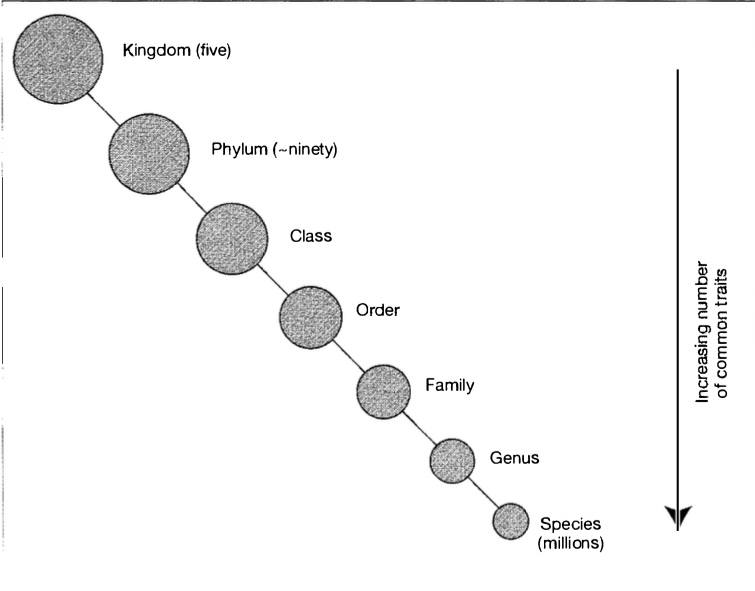 Kingdom (five)
Phylum (~ninety)
Class
Order
Family
Genus
Species
(millions)
Increasing number
of common traits